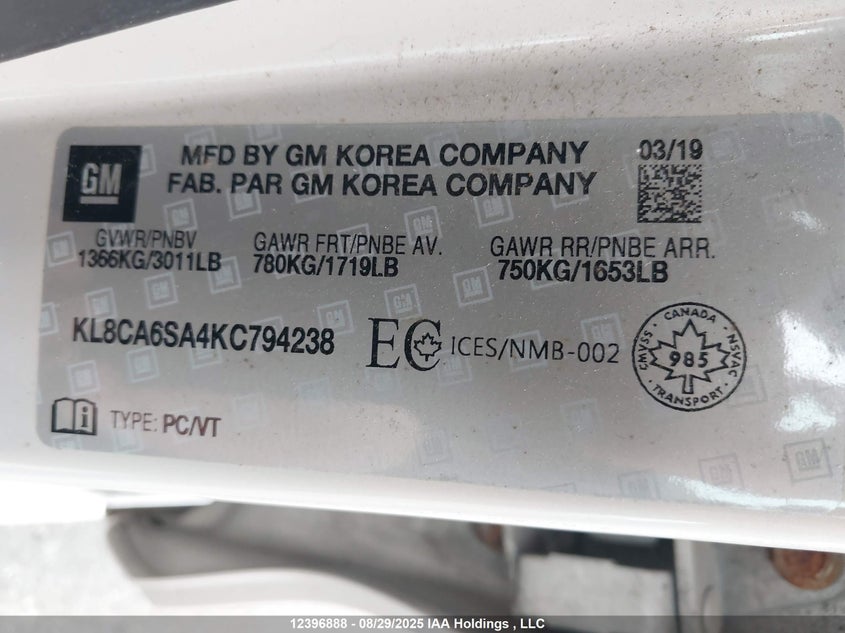 GM
MFD BY GM KOREA COMPANY
FAB. PAR GM KOREA COMPANY
03/19
GVWR/PNBV
1366KG/3011LB
GAWR FRT/PNBE AV.
780KG/1719LB
GAWR RR/PNBE ARR.
750KG/1653LB
KL8CA6SA4KC794238
EC ICES/NMB-002
CANADA
CMVSS 985 NSVAC
TRANSPORT
i TYPE: PC/VT
12396888 - 08/29/2025 IAA Holdings , LLC